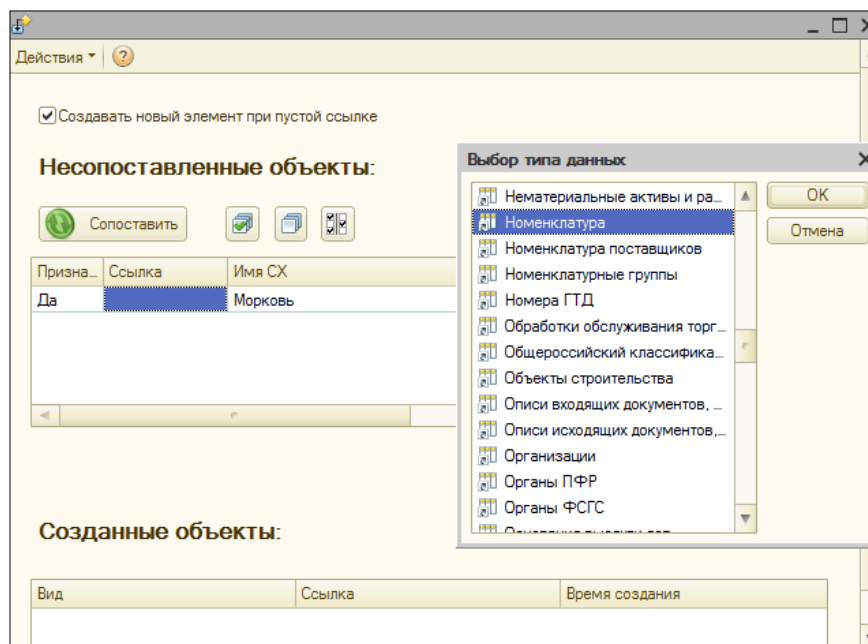 Действия
Создавать новый элемент при пустой ссылке
Несопоставленные объекты:
Сопоставить
Призна... Ссылка Имя СХ
Да Морковь
Выбор типа данных
Нематериальные активы и ра...
Номенклатура
Номенклатура поставщиков
Номенклатурные группы
Номера ГТД
Обработки обслуживания торг...
Общероссийский классифика...
Объекты строительства
Описи входящих документов, ...
Описи исходящих документов,...
Организации
Органы ПФР
Органы ФСГС
OK
Отмена
Созданные объекты:
Вид Ссылка Время создания